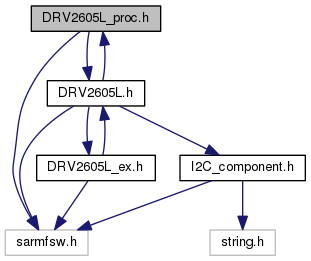 DRV2605L_proc.h
DRV2605L.h
DRV2605L_ex.h
I2C_component.h
sarmfsw.h
string.h